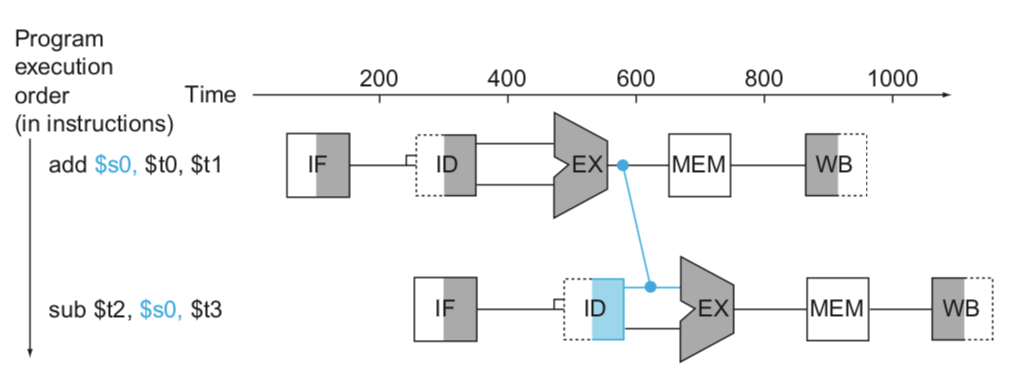 Program
execution
order
(in instructions)
Time
200 400 600 800 1000
add $s0, $t0, $t1
IF ID EX MEM WB
sub $t2, $s0, $t3
IF ID EX MEM WB